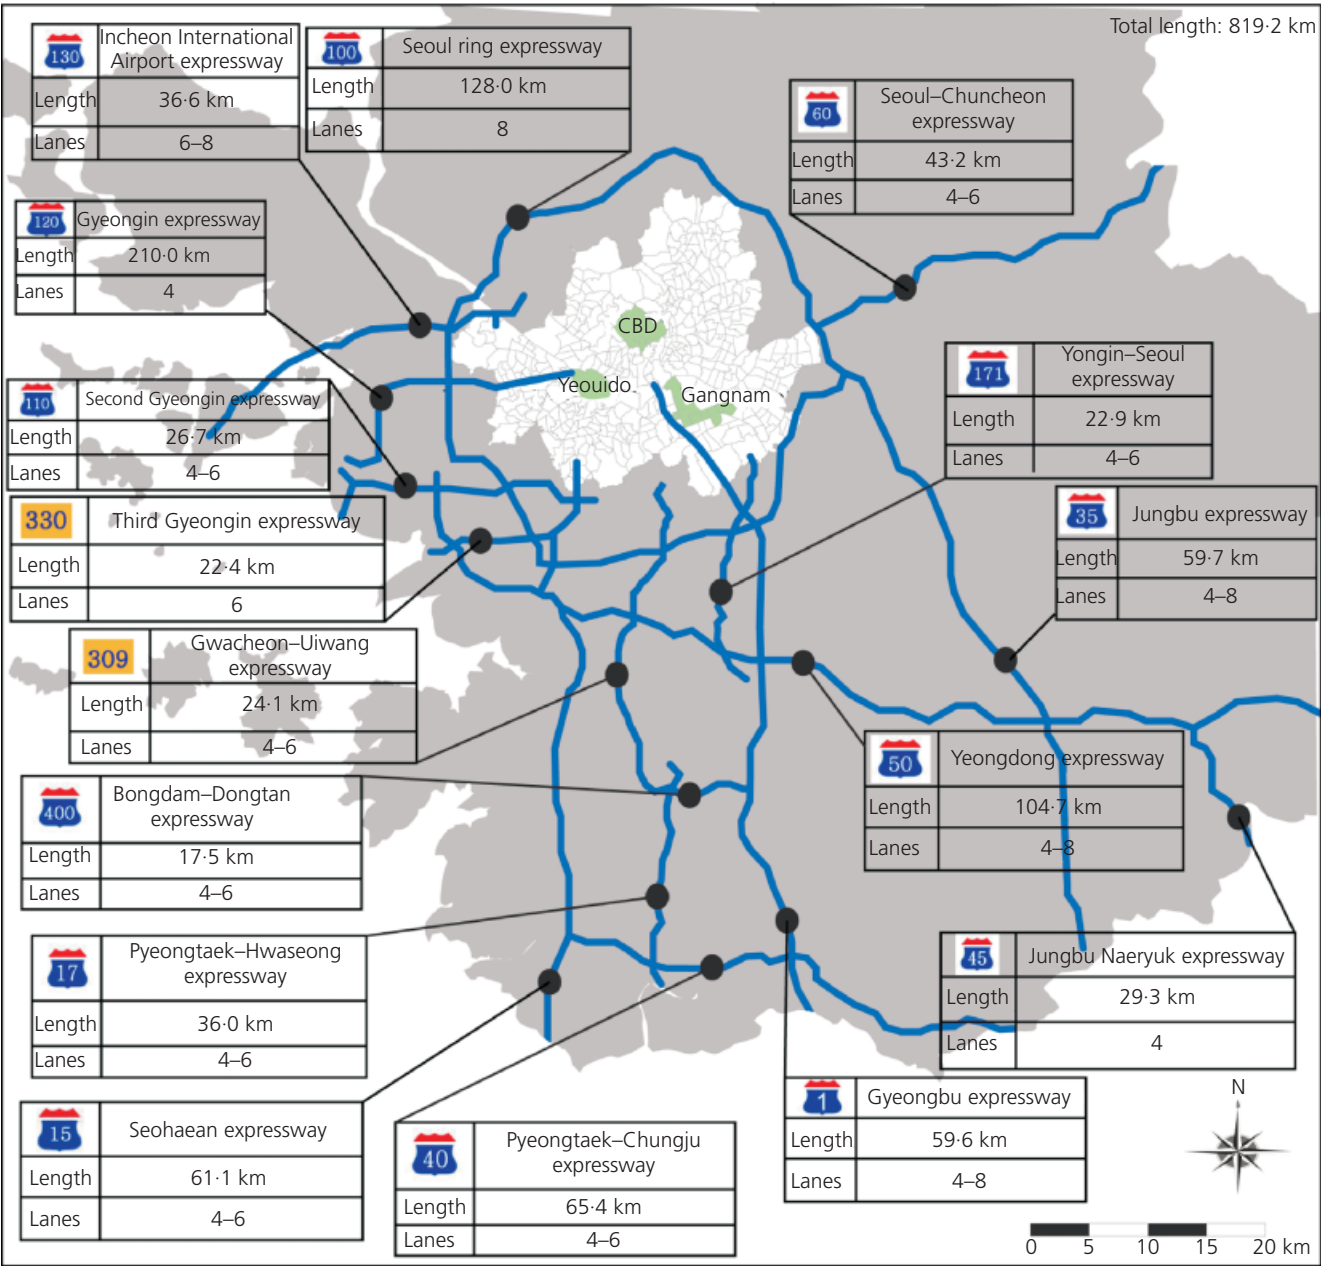 Total length: 819·2 km
130
Incheon International
Airport expressway
Length
36·6 km
Lanes
6–8
100
Seoul ring expressway
Length
128·0 km
Lanes
8
60
Seoul–Chuncheon
expressway
Length
43·2 km
Lanes
4–6
120
Gyeongin expressway
Length
210·0 km
Lanes
4
CBD
Yeouido
Gangnam
171
Yongin–Seoul
expressway
Length
22·9 km
Lanes
4–6
110
Second Gyeongin expressway
Length
26·7 km
Lanes
4–6
35
Jungbu expressway
Length
59·7 km
Lanes
4–8
330
Third Gyeongin expressway
Length
22·4 km
Lanes
6
309
Gwacheon–Uiwang
expressway
Length
24·1 km
Lanes
4–6
50
Yeongdong expressway
Length
104·7 km
Lanes
4–8
400
Bongdam–Dongtan
expressway
Length
17·5 km
Lanes
4–6
17
Pyeongtaek–Hwaseong
expressway
Length
36·0 km
Lanes
4–6
45
Jungbu Naeryuk expressway
Length
29·3 km
Lanes
4
15
Seohaean expressway
Length
61·1 km
Lanes
4–6
40
Pyeongtaek–Chungju
expressway
Length
65·4 km
Lanes
4–6
1
Gyeongbu expressway
Length
59·6 km
Lanes
4–8
N
0 5 10 15 20 km